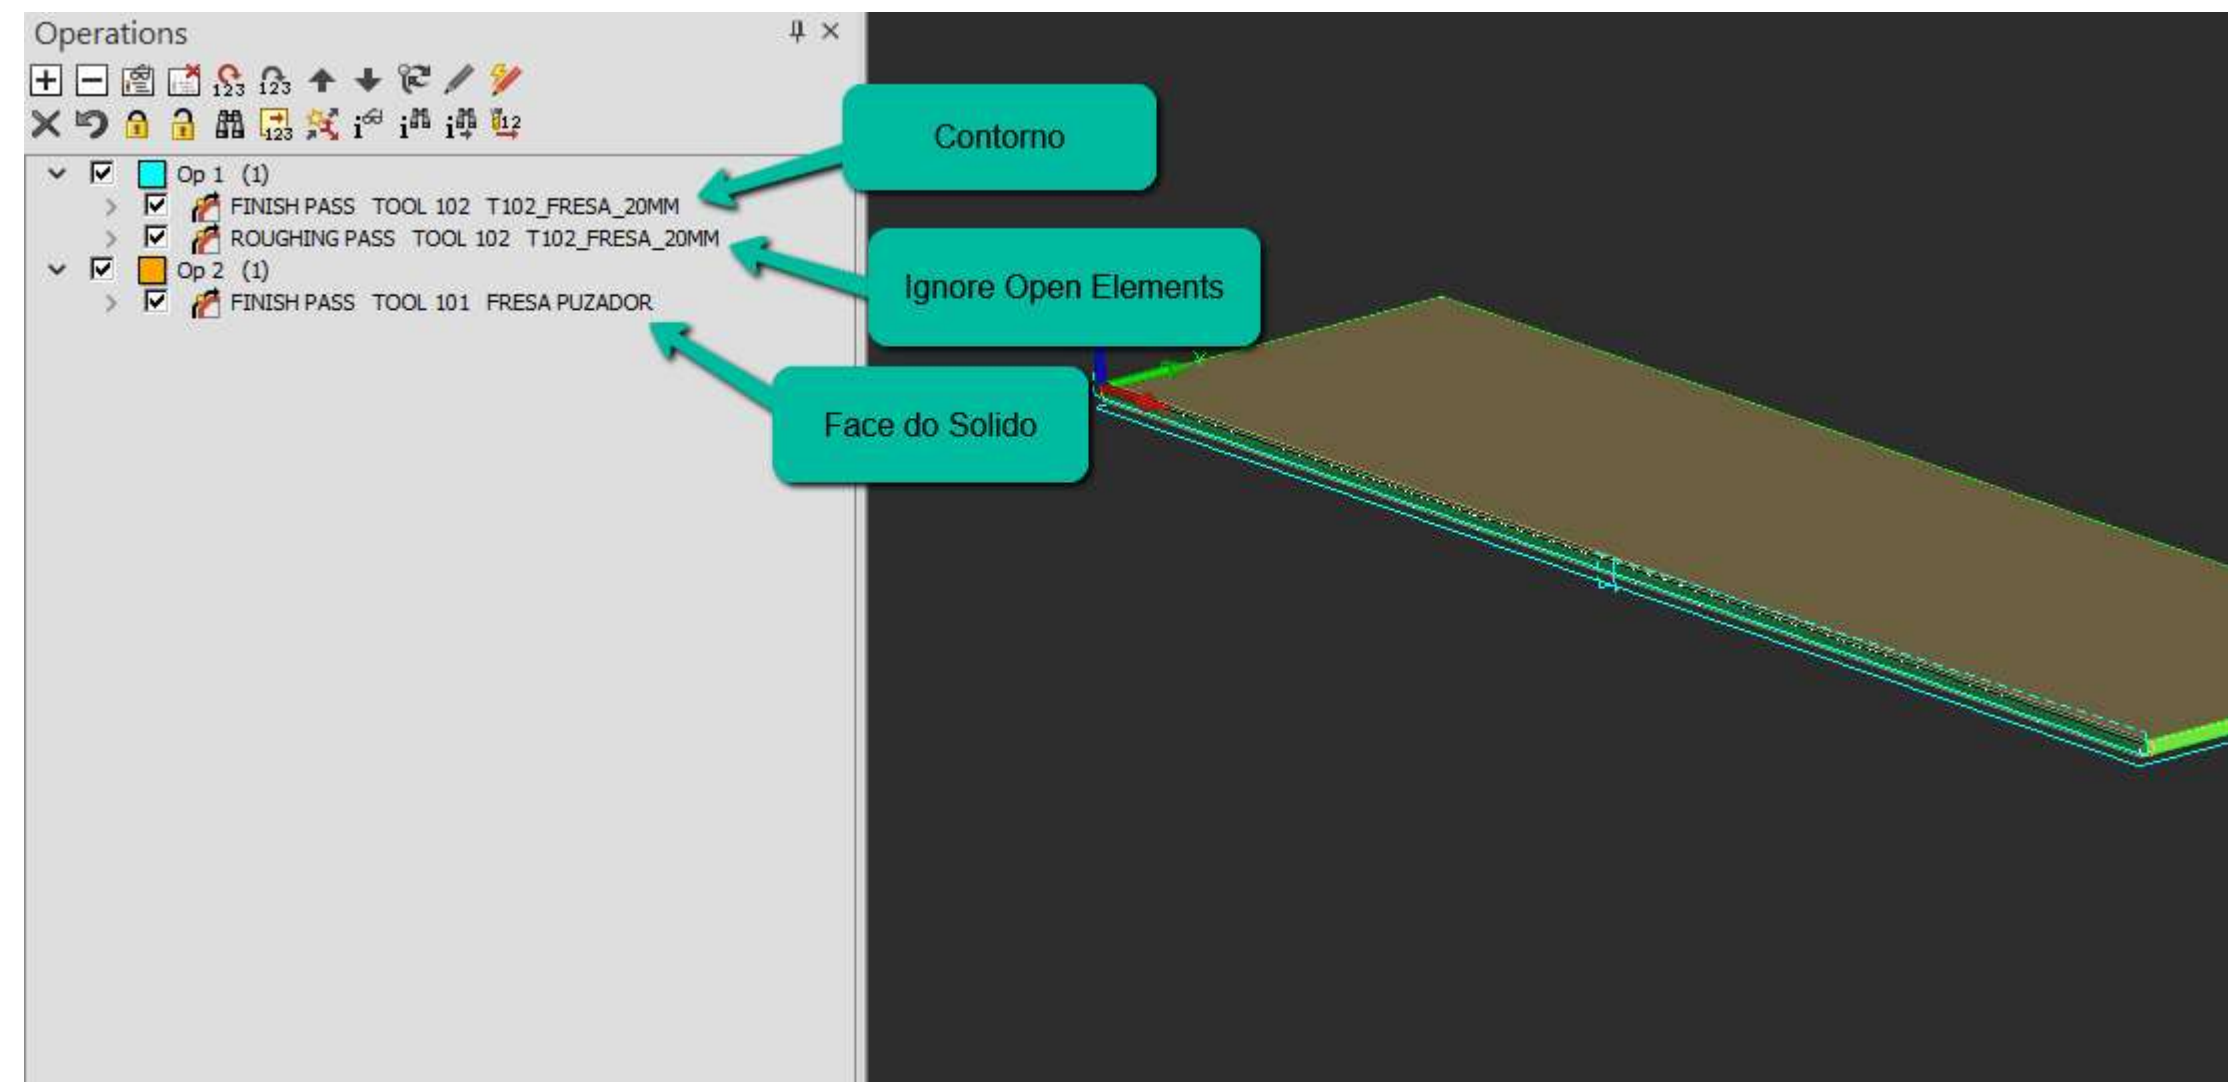 Operations
Op 1 (1)
FINISH PASS TOOL 102 T102_FRESA_20MM
ROUGHING PASS TOOL 102 T102_FRESA_20MM
Op 2 (1)
FINISH PASS TOOL 101 FRESA PUZADOR
Contorno
Ignore Open Elements
Face do Solido